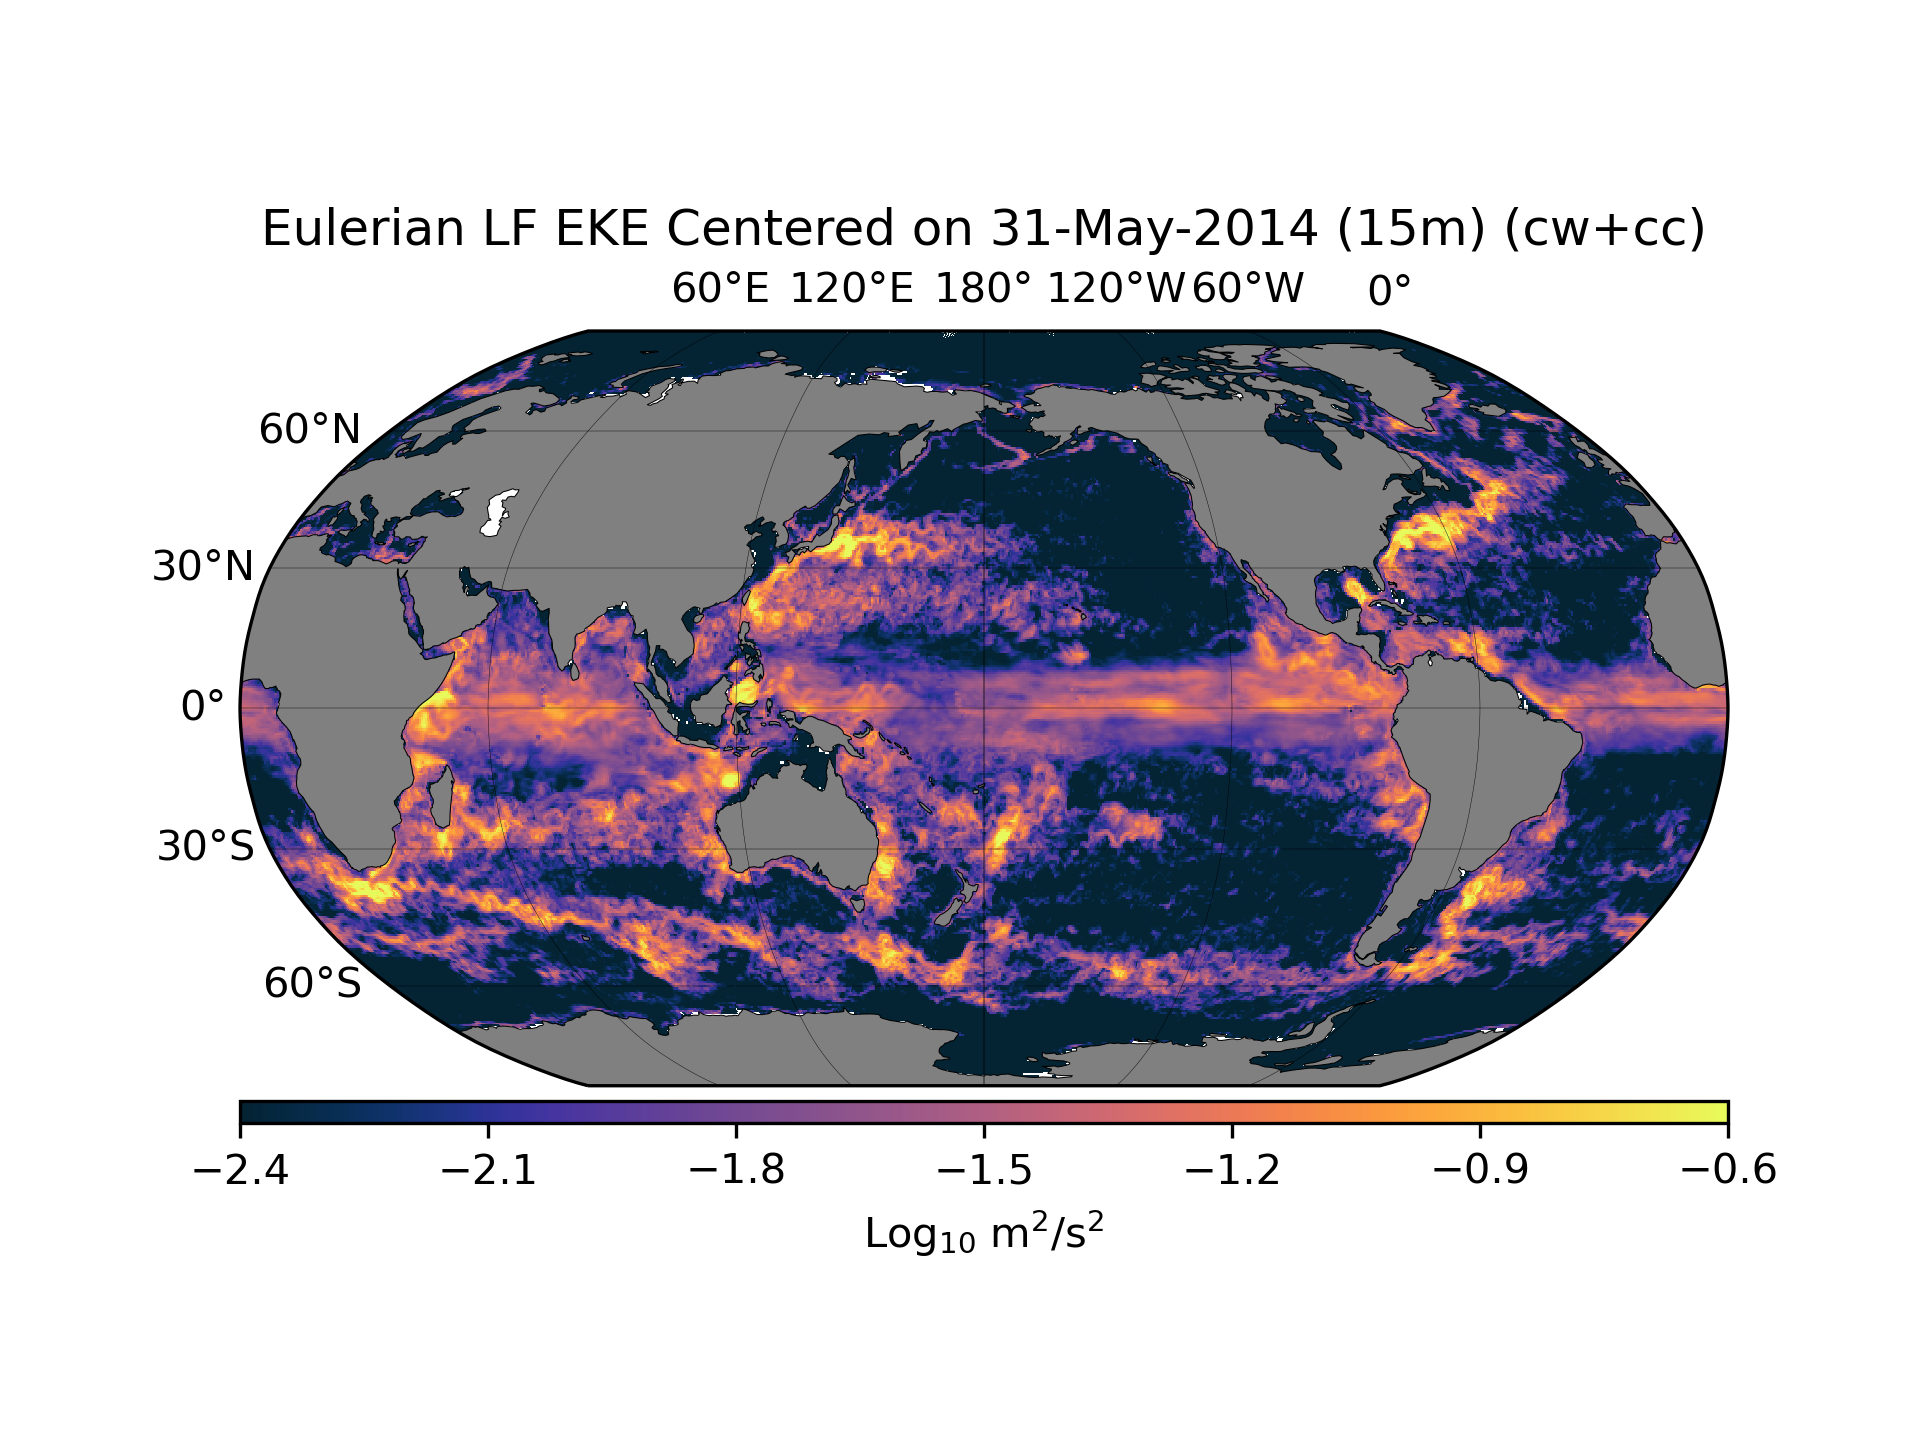 Eulerian LF EKE Centered on 31-May-2014 (15m) (cw+cc)
60°E 120°E 180° 120°W 60°W 0°
60°N
30°N
0°
30°S
60°S
−2.4 −2.1 −1.8 −1.5 −1.2 −0.9 −0.6
Log₁₀ m²/s²